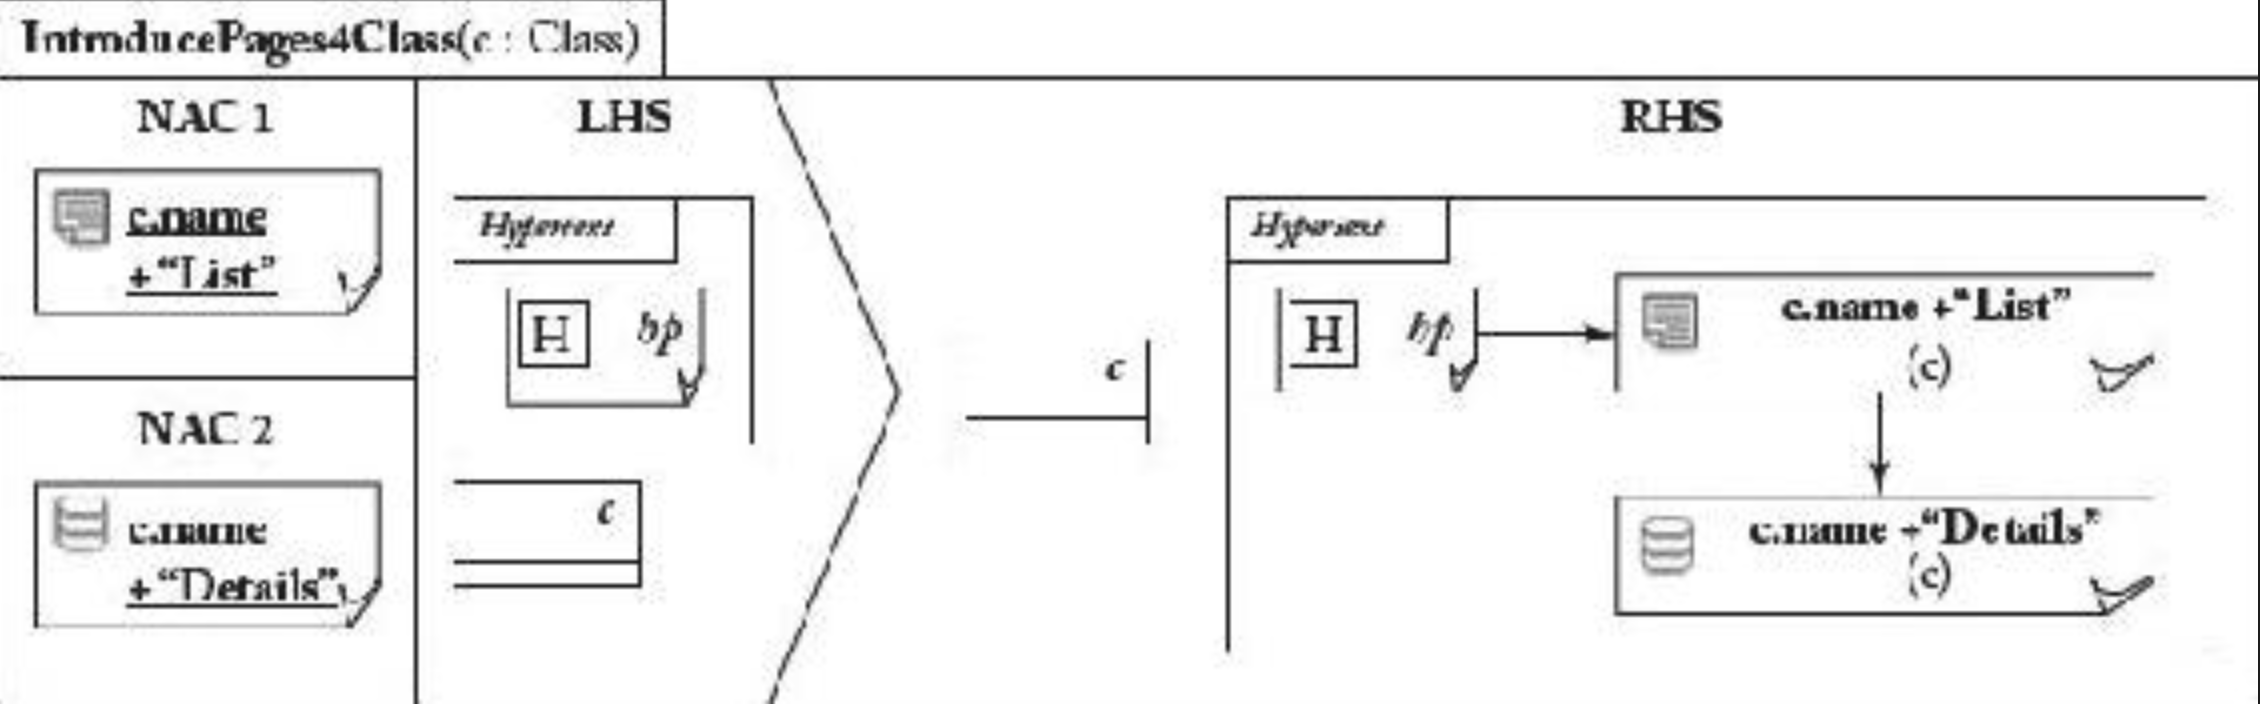 IntroducePages4Class(c : Class)
NAC 1
c.name
+“List”
NAC 2
c.name
+“Details”
LHS
Hypertext
H hp
c
c
RHS
Hypertext
H hp
c.name +“List”
(c)
c.name +“Details”
(c)